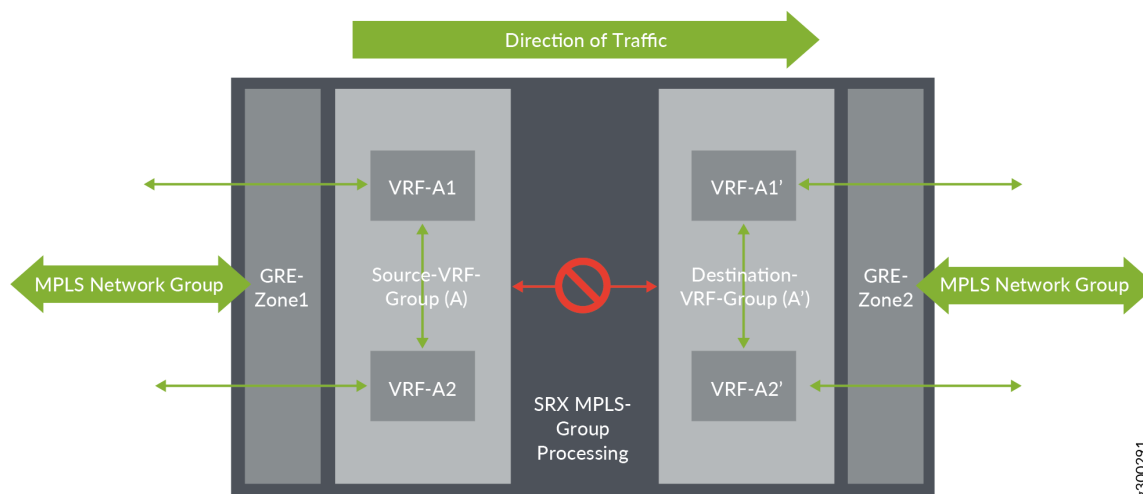 Direction of Traffic
VRF-A1
VRF-A1’
MPLS Network Group
GRE-
Zone1
Source-VRF-
Group (A)
Destination-
VRF-Group (A’)
GRE-
Zone2
MPLS Network Group
VRF-A2
VRF-A2’
SRX MPLS-
Group
Processing